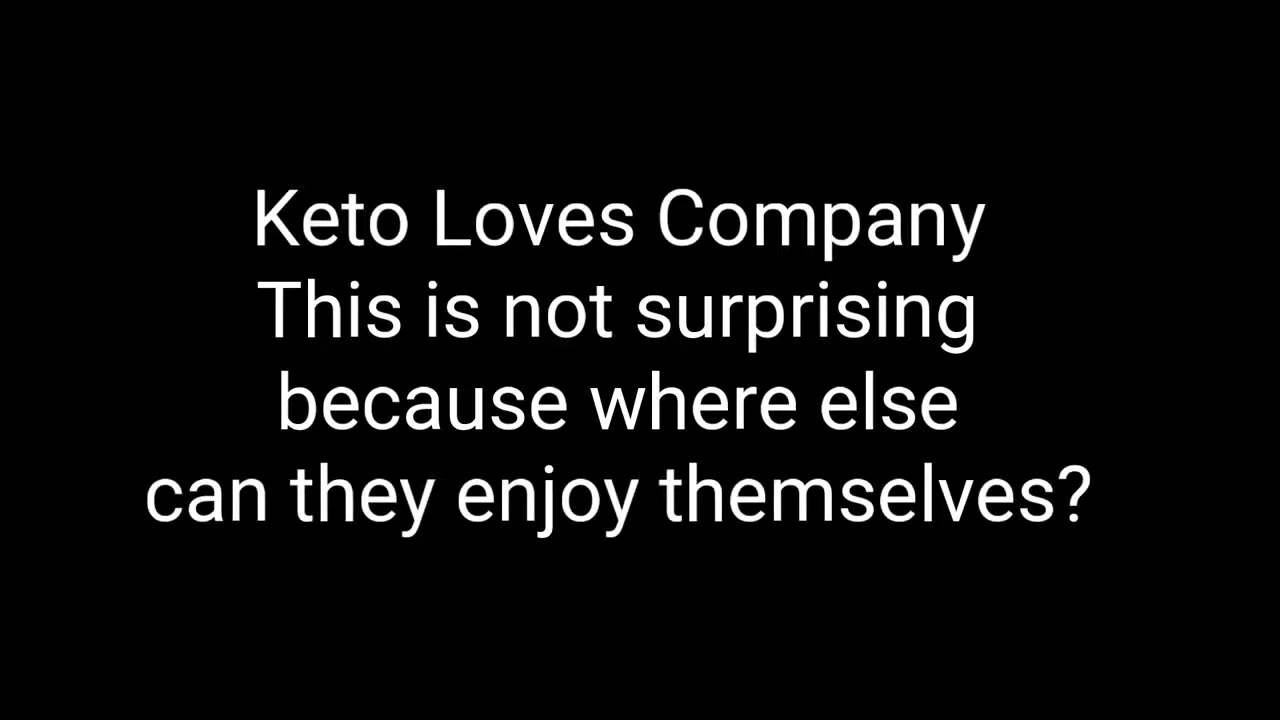 Keto Loves Company
This is not surprising
because where else
can they enjoy themselves?